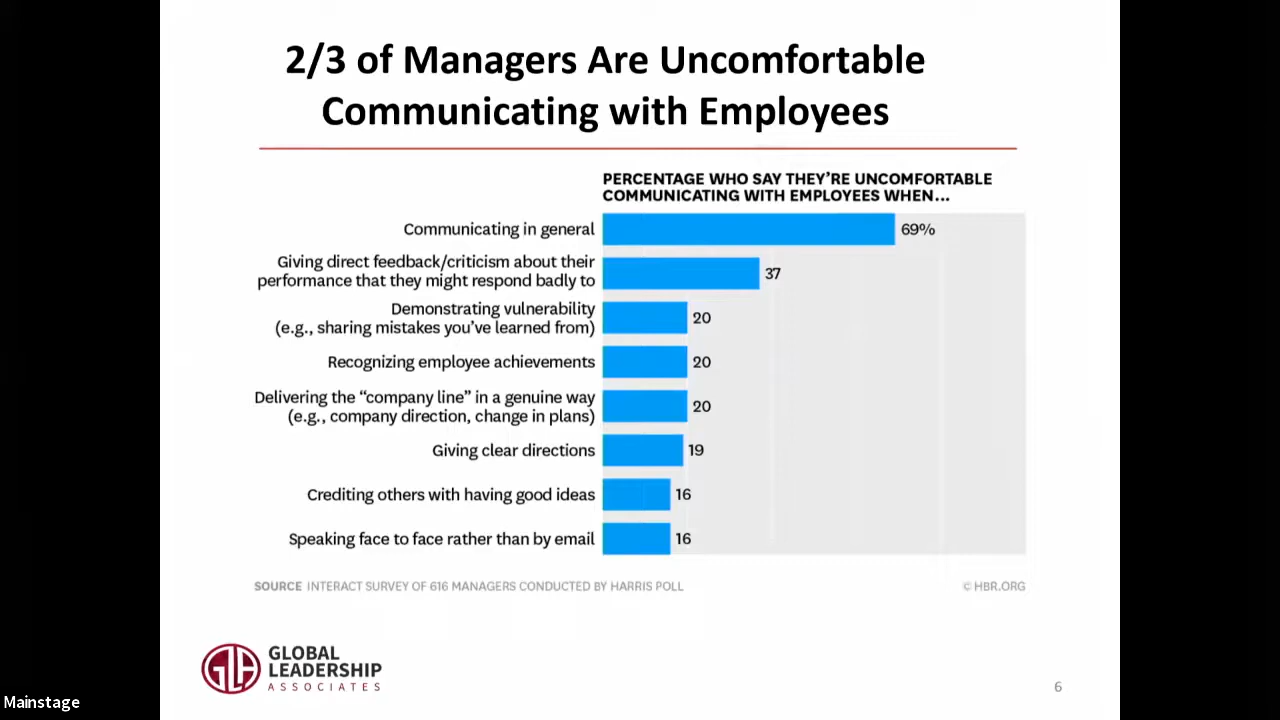 2/3 of Managers Are Uncomfortable
Communicating with Employees
PERCENTAGE WHO SAY THEY'RE UNCOMFORTABLE
COMMUNICATING WITH EMPLOYEES WHEN...
Communicating in general 69%
Giving direct feedback/criticism about their
performance that they might respond badly to 37
Demonstrating vulnerability
(e.g., sharing mistakes you've learned from) 20
Recognizing employee achievements 20
Delivering the “company line” in a genuine way
(e.g., company direction, change in plans) 20
Giving clear directions 19
Crediting others with having good ideas 16
Speaking face to face rather than by email 16
SOURCE INTERACT SURVEY OF 616 MANAGERS CONDUCTED BY HARRIS POLL © HBR.ORG
GLA
GLOBAL
LEADERSHIP
ASSOCIATES
6
Mainstage